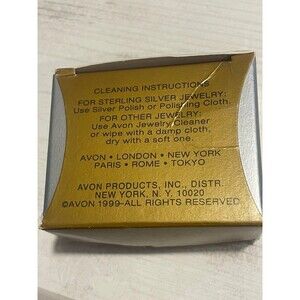 CLEANING INSTRUCTIONS
FOR STERLING SILVER JEWELRY:
Use Silver Polish or Polishing Cloth.
FOR OTHER JEWELRY:
Use Avon Jewelry Cleaner
or wipe with a damp cloth,
dry with a soft one.
AVON • LONDON • NEW YORK
PARIS • ROME • TOKYO
AVON PRODUCTS, INC., DISTR.
NEW YORK, N. Y. 10020
©AVON 1999–ALL RIGHTS RESERVED